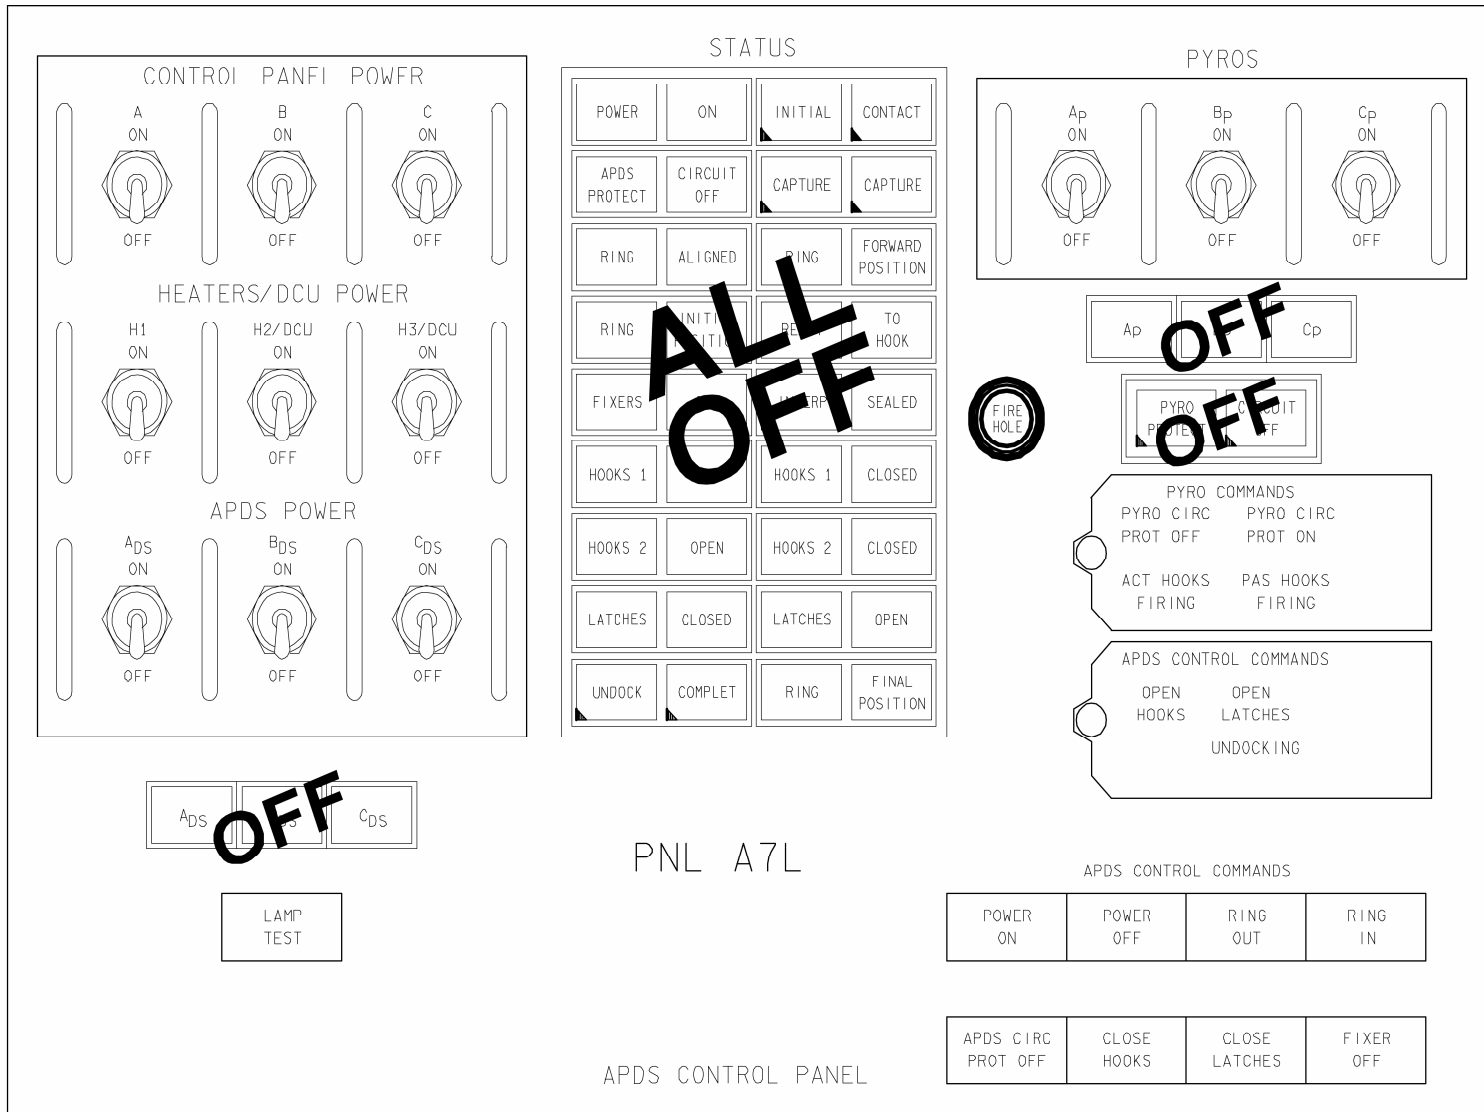 CONTROL PANEL POWER
A B C
ON ON ON
OFF OFF OFF
HEATERS/DCU POWER
H1 H2/DCU H3/DCU
ON ON ON
OFF OFF OFF
APDS POWER
ADS BDS CDS
ON ON ON
OFF OFF OFF
ADS CDS
OFF
LAMP
TEST
STATUS
POWER ON INITIAL CONTACT
APDS CIRCUIT CAPTURE CAPTURE
PROTECT OFF
RING ALIGNED RING FORWARD
POSITION
RING TO
HOOK
FIXERS SEALED
HOOKS 1 HOOKS 1 CLOSED
HOOKS 2 OPEN HOOKS 2 CLOSED
LATCHES CLOSED LATCHES OPEN
UNDOCK COMPLET RING FINAL
POSITION
ALL
OFF
PNL A7L
APDS CONTROL PANEL
PYROS
Ap Bp Cp
ON ON ON
OFF OFF OFF
Ap Cp
OFF
FIRE
HOLE
PYRO CIRCUIT
PROTECT OFF
OFF
PYRO COMMANDS
PYRO CIRC PYRO CIRC
PROT OFF PROT ON
ACT HOOKS PAS HOOKS
FIRING FIRING
APDS CONTROL COMMANDS
OPEN OPEN
HOOKS LATCHES
UNDOCKING
APDS CONTROL COMMANDS
POWER POWER RING RING
ON OFF OUT IN
APDS CIRC CLOSE CLOSE FIXER
PROT OFF HOOKS LATCHES OFF